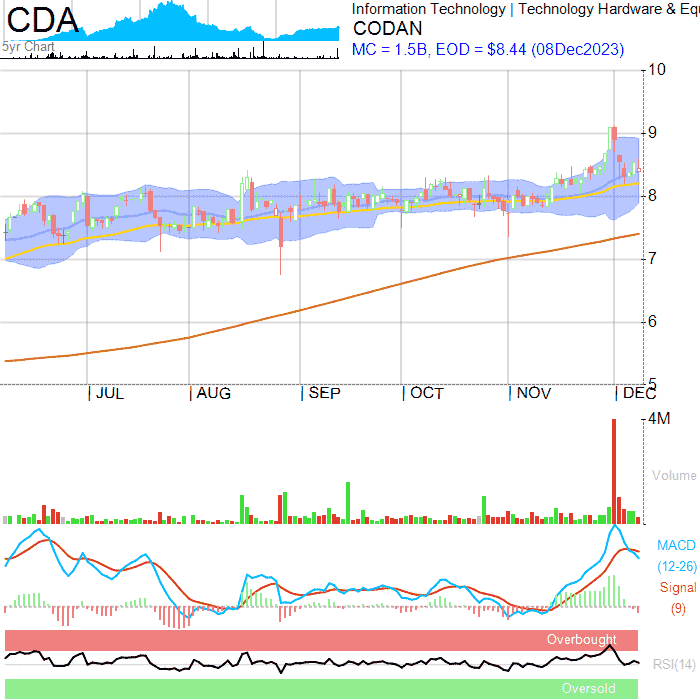 CDA
5yr Chart
Information Technology | Technology Hardware & Equ
CODAN
MC = 1.5B, EOD = $8.44 (08Dec2023)
10
9
8
7
6
5
JUL
AUG
SEP
OCT
NOV
DEC
4M
Volume
MACD
(12-26)
Signal
(9)
Overbought
RSI(14)
Oversold